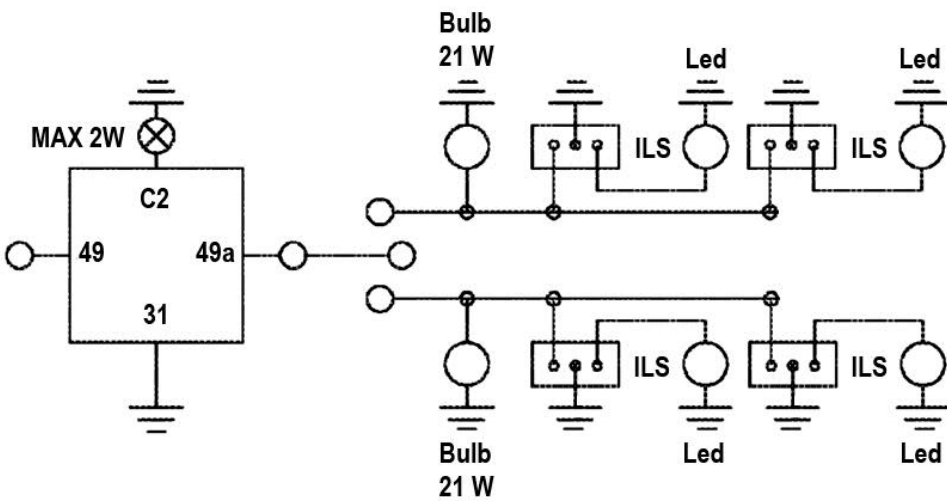 Bulb
21 W
Led
Led
MAX 2W
ILS
ILS
C2
49
49a
31
ILS
ILS
Bulb
21 W
Led
Led